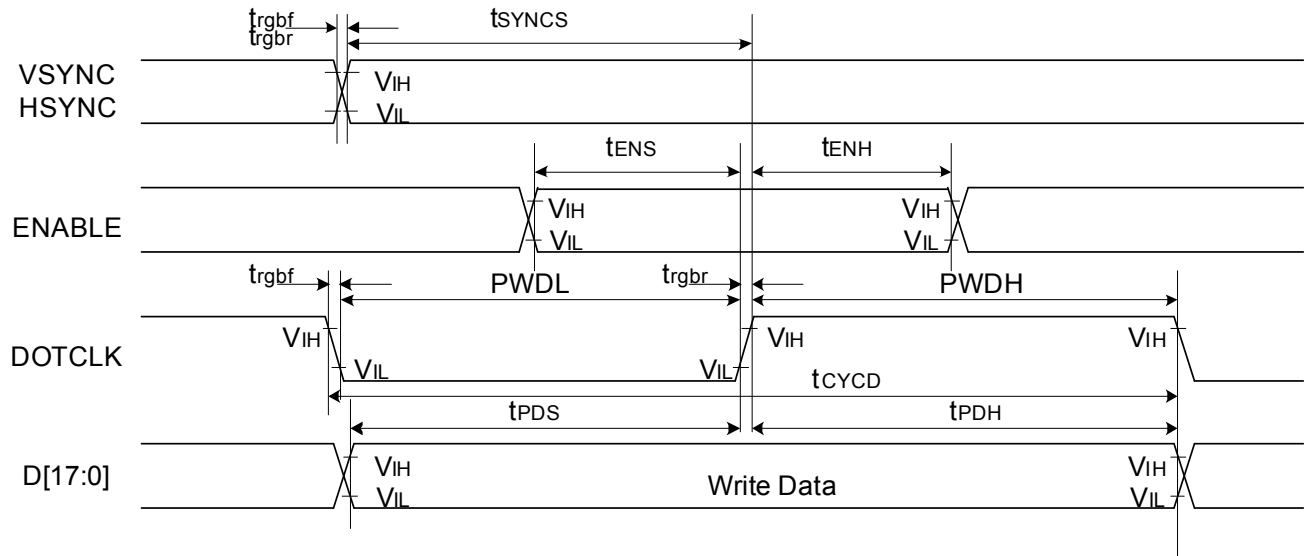 trgbf
trgbr
tSYNCS
VSYNC
HSYNC
VIH
VIL
tENS
tENH
ENABLE
VIH
VIL
VIH
VIL
trgbf
PWDL
trgbr
PWDH
DOTCLK
VIH
VIL
VIL
VIH
VIH
tCYCD
tPDS
tPDH
D[17:0]
VIH
VIL
Write Data
VIH
VIL